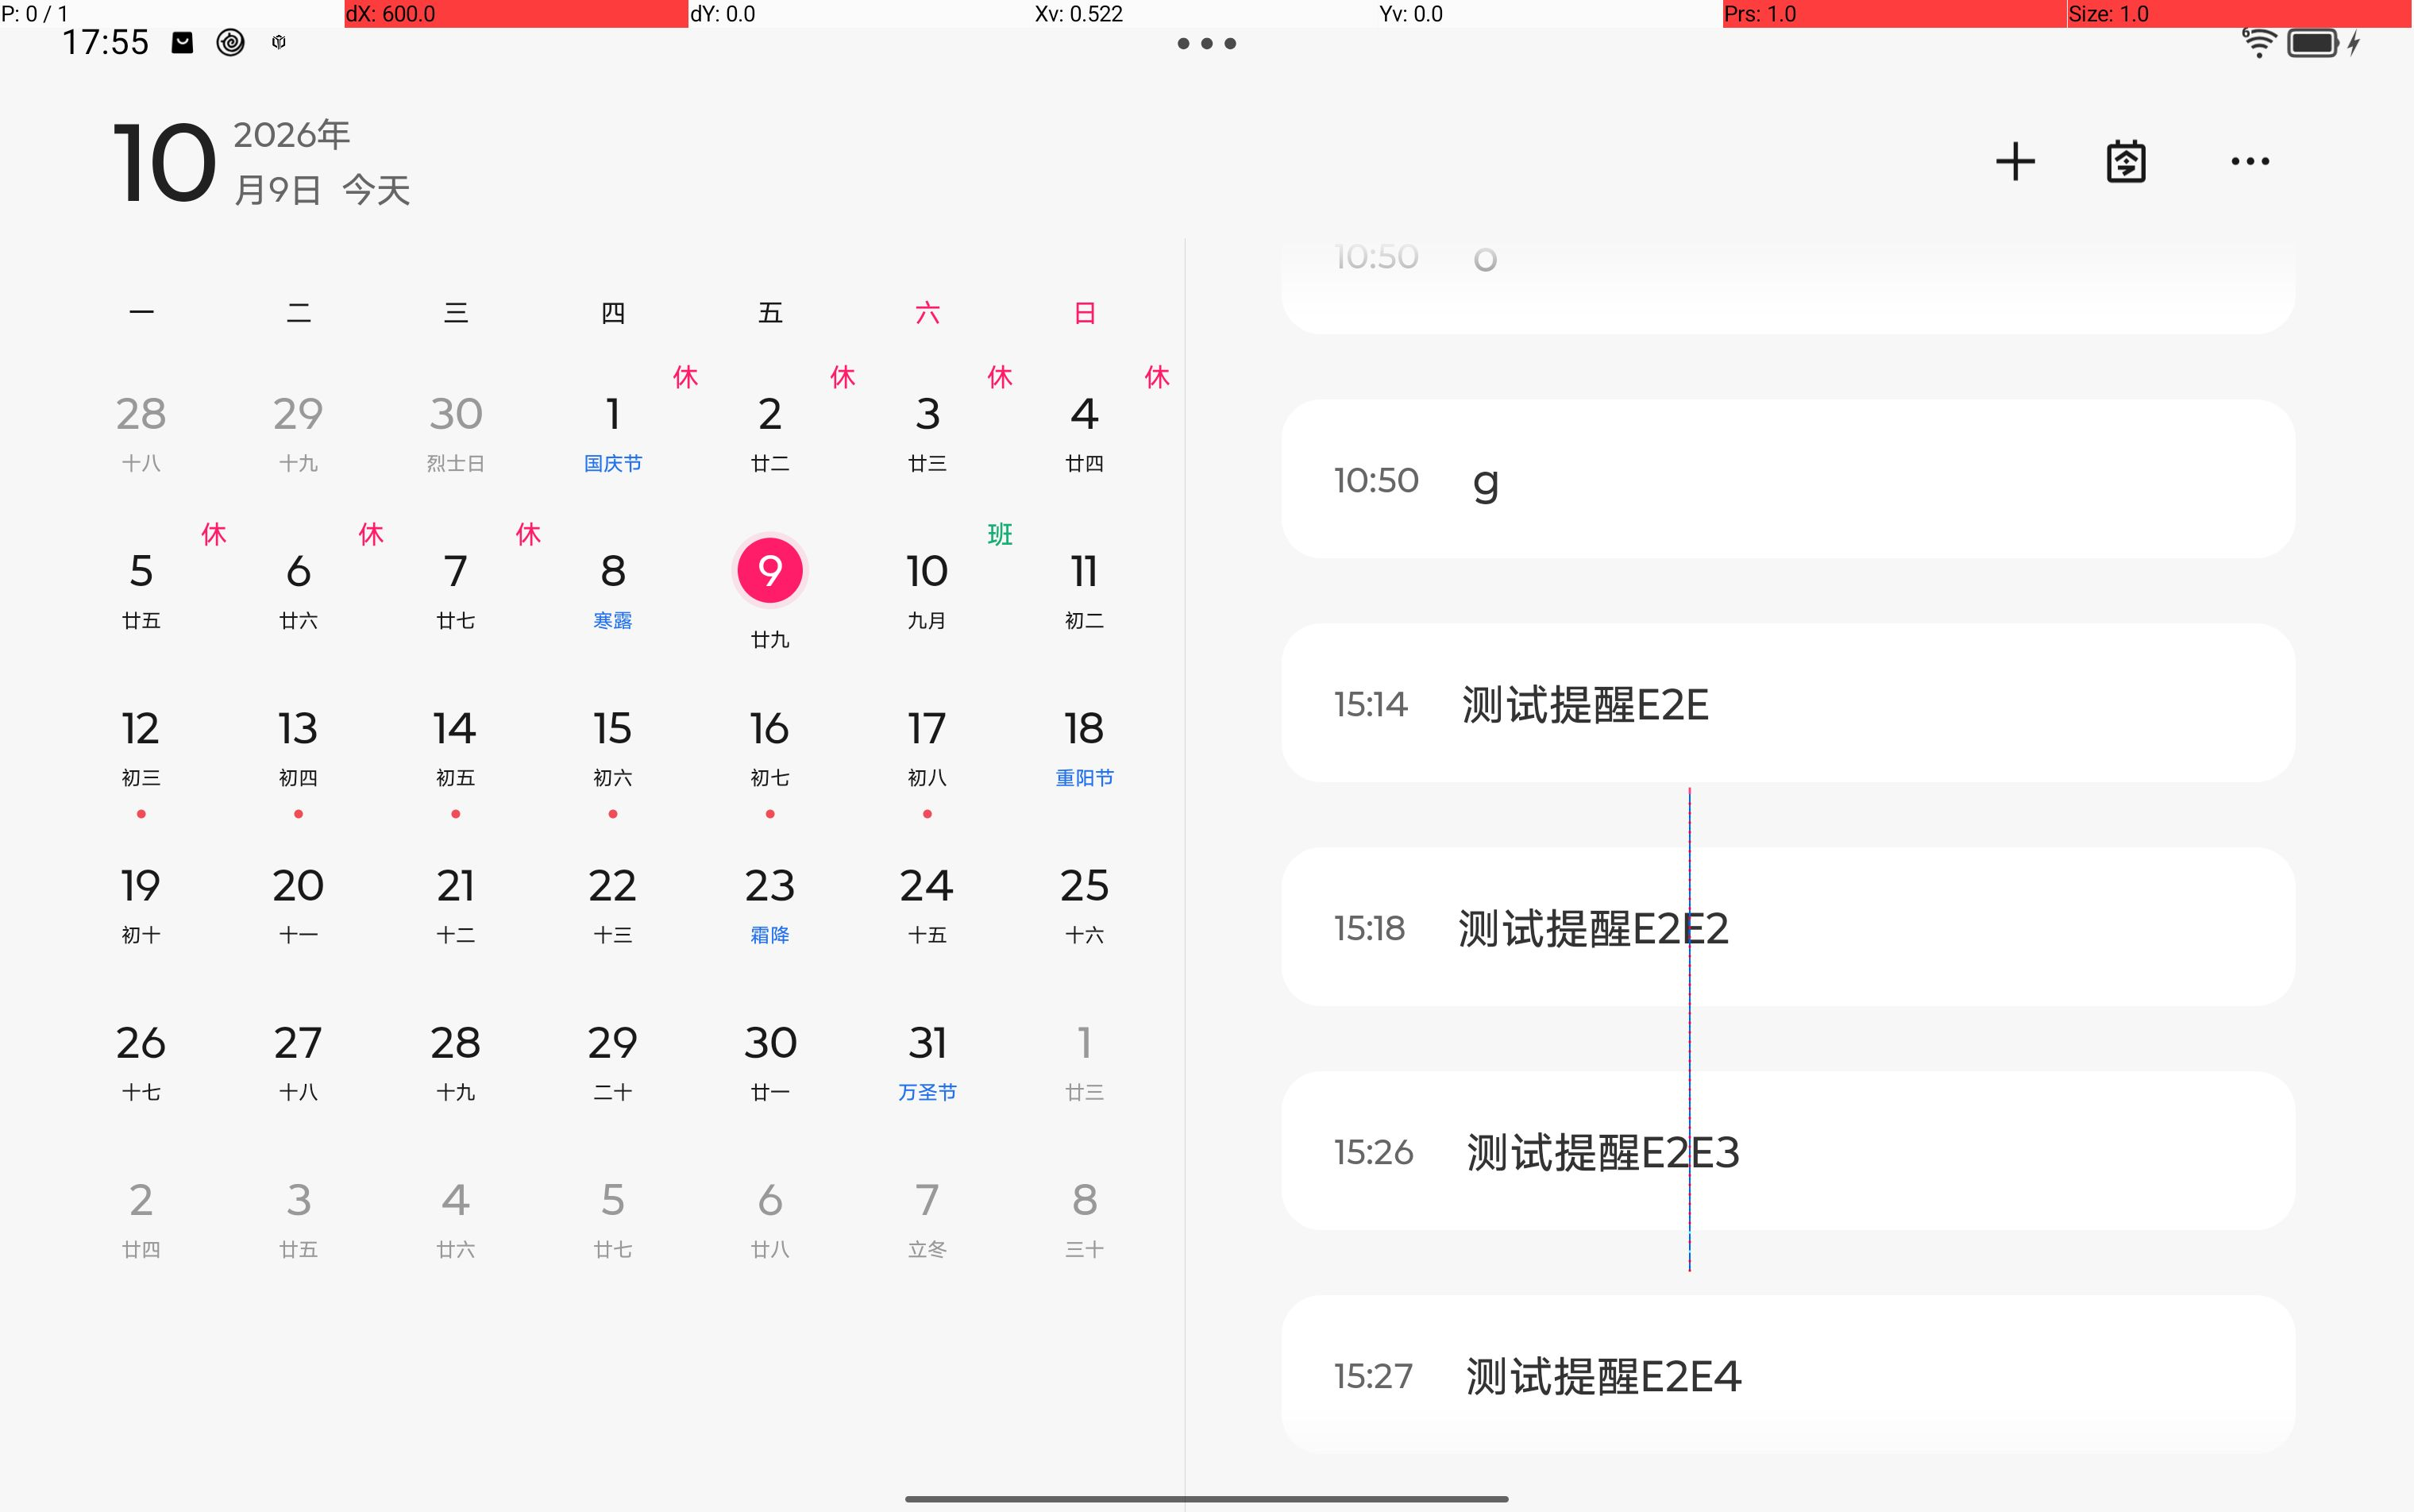 P: 0 / 1 dX: 600.0 dY: 0.0 Xv: 0.522 Yv: 0.0 Prs: 1.0 Size: 1.0
17:55
6
10 2026年
月9日 今天
今
一 二 三 四 五 六 日
休 休 休 休
28 29 30 1 2 3 4
十八 十九 烈士日 国庆节 廿二 廿三 廿四
休 休 休 班
5 6 7 8 9 10 11
廿五 廿六 廿七 寒露 廿九 九月 初二
12 13 14 15 16 17 18
初三 初四 初五 初六 初七 初八 重阳节
19 20 21 22 23 24 25
初十 十一 十二 十三 霜降 十五 十六
26 27 28 29 30 31 1
十七 十八 十九 二十 廿一 万圣节 廿三
2 3 4 5 6 7 8
廿四 廿五 廿六 廿七 廿八 立冬 三十
10:50 o
10:50 g
15:14 测试提醒E2E
15:18 测试提醒E2E2
15:26 测试提醒E2E3
15:27 测试提醒E2E4